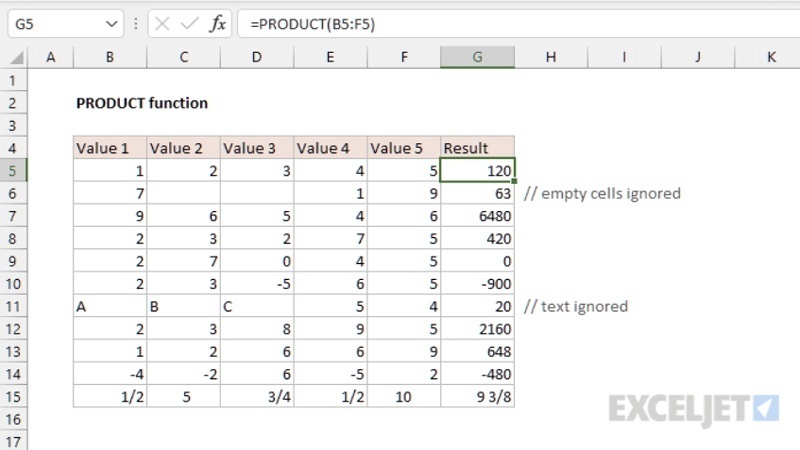 G5 fx =PRODUCT(B5:F5)
A B C D E F G H I J K
1
2 PRODUCT function
3
4 Value 1 Value 2 Value 3 Value 4 Value 5 Result
5 1 2 3 4 5 120
6 7 1 9 63 // empty cells ignored
7 9 6 5 4 6 6480
8 2 3 2 7 5 420
9 2 7 0 4 5 0
10 2 3 -5 6 5 -900
11 A B C 5 4 20 // text ignored
12 2 3 8 9 5 2160
13 1 2 6 6 9 648
14 -4 -2 6 -5 2 -480
15 1/2 5 3/4 1/2 10 9 3/8
16
17
EXCELJET